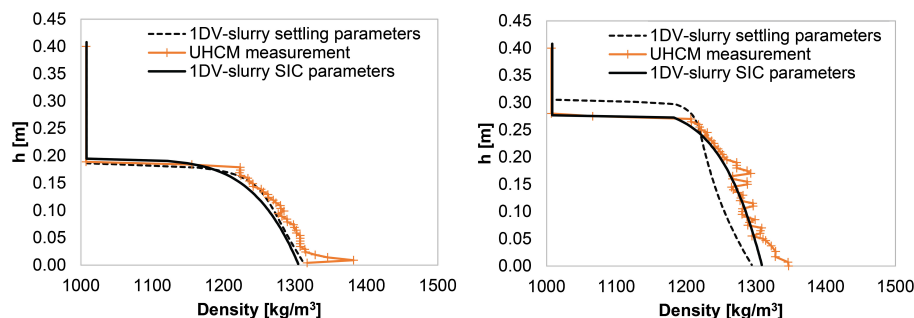 0.45
0.40
0.35
0.30
0.25
0.20
0.15
0.10
0.05
0.00
h [m]
1DV-slurry settling parameters
UHCM measurement
1DV-slurry SIC parameters
1000 1100 1200 1300 1400 1500
Density [kg/m³]
0.45
0.40
0.35
0.30
0.25
0.20
0.15
0.10
0.05
0.00
h [m]
1DV-slurry settling parameters
UHCM measurement
1DV-slurry SIC parameters
1000 1100 1200 1300 1400 1500
Density [kg/m³]